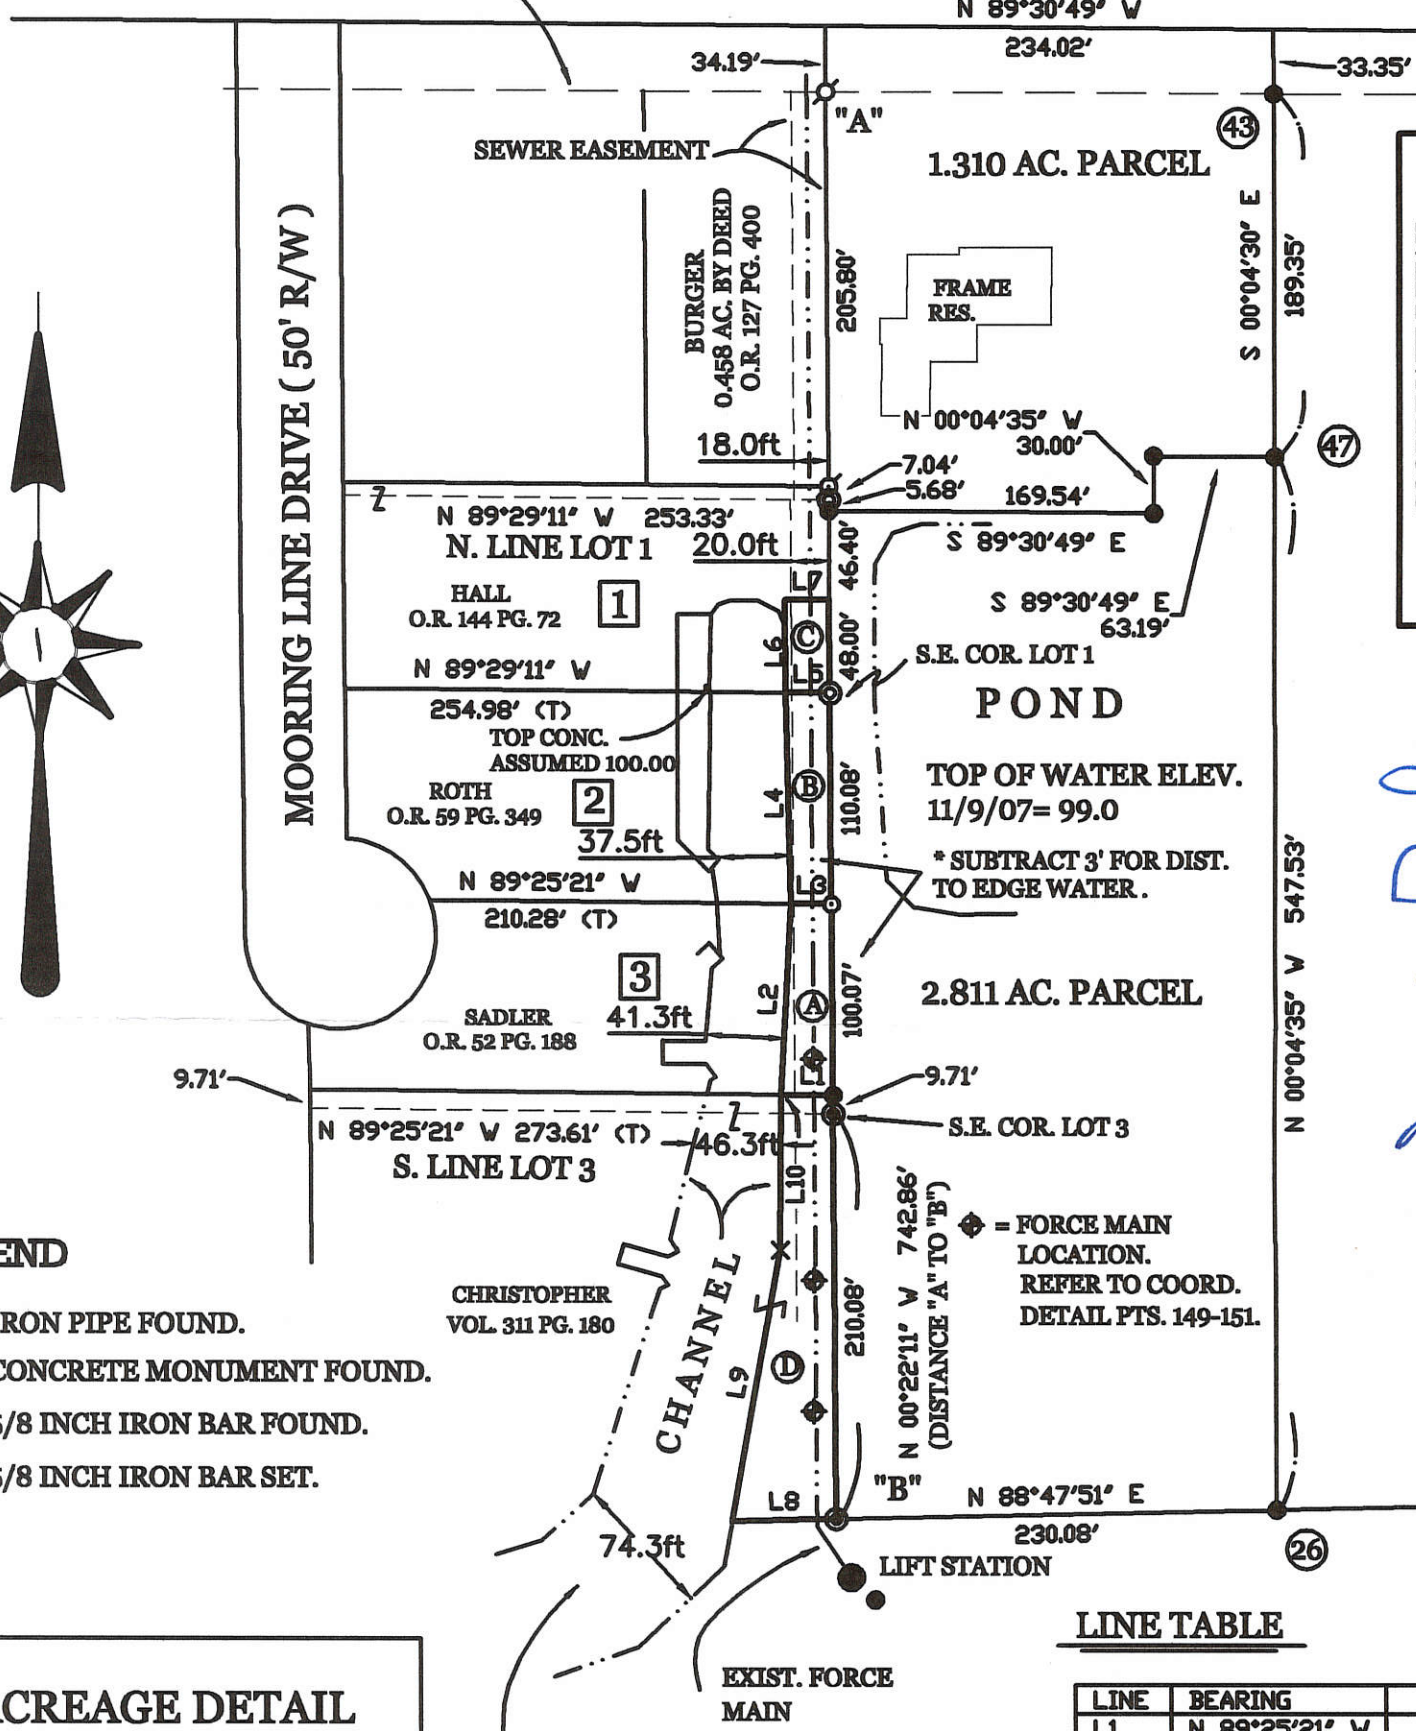 N 89°30'49" W
234.02'
34.19'
33.35'
"A"
43
SEWER EASEMENT
1.310 AC. PARCEL
BURGER
0.458 AC. BY DEED
O.R. 127 PG. 400
205.80'
S 00°04'30" E
189.35'
MOORING LINE DRIVE ( 50' R/W )
FRAME
RES.
N 00°04'35" W
30.00'
47
18.0ft
7.04'
5.68'
169.54'
N 89°29'11" W 253.33'
N. LINE LOT 1
20.0ft
46.40'
S 89°30'49" E
L7
HALL
O.R. 144 PG. 72
1
S 89°30'49" E
63.19'
C
L6
48.00'
S.E. COR. LOT 1
N 89°29'11" W
L5
254.98' (T)
POND
TOP CONC.
ASSUMED 100.00
TOP OF WATER ELEV.
11/9/07= 99.0
ROTH
O.R. 59 PG. 349
2
B
L4
110.08'
37.5ft
* SUBTRACT 3' FOR DIST.
TO EDGE WATER.
N 89°25'21" W
L3
210.28' (T)
N 00°04'35" W 547.53'
3
2.811 AC. PARCEL
L2
A
100.07'
SADLER
O.R. 52 PG. 188
41.3ft
9.71'
L1
9.71'
N 89°25'21" W 273.61' (T)
46.3ft
S.E. COR. LOT 3
S. LINE LOT 3
L10
END
= FORCE MAIN
LOCATION.
REFER TO COORD.
DETAIL PTS. 149-151.
N 00°22'11" W 742.86'
(DISTANCE "A" TO "B")
CHRISTOPHER
VOL. 311 PG. 180
CHANNEL
210.08'
IRON PIPE FOUND.
CONCRETE MONUMENT FOUND.
D
L9
5/8 INCH IRON BAR FOUND.
5/8 INCH IRON BAR SET.
"B"
L8
N 88°47'51" E
230.08'
26
74.3ft
LIFT STATION
LINE TABLE
EXIST. FORCE
MAIN
ACREAGE DETAIL
LINE BEARING
L1 N 89°25'21" W